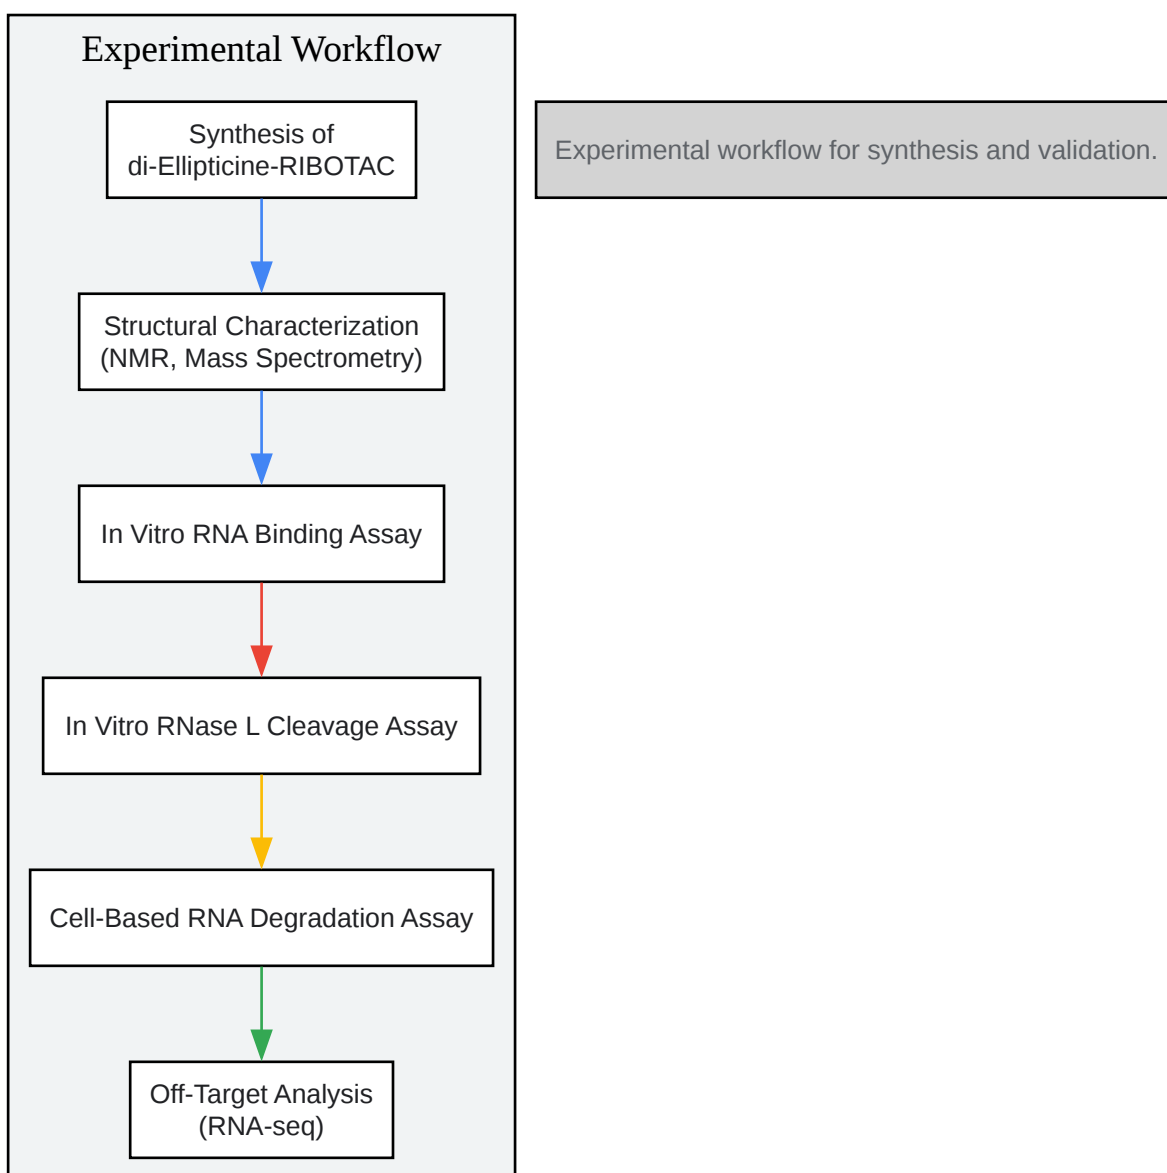 Experimental Workflow
Synthesis of
di-Ellipticine-RIBOTAC
Experimental workflow for synthesis and validation.
Structural Characterization
(NMR, Mass Spectrometry)
In Vitro RNA Binding Assay
In Vitro RNase L Cleavage Assay
Cell-Based RNA Degradation Assay
Off-Target Analysis
(RNA-seq)